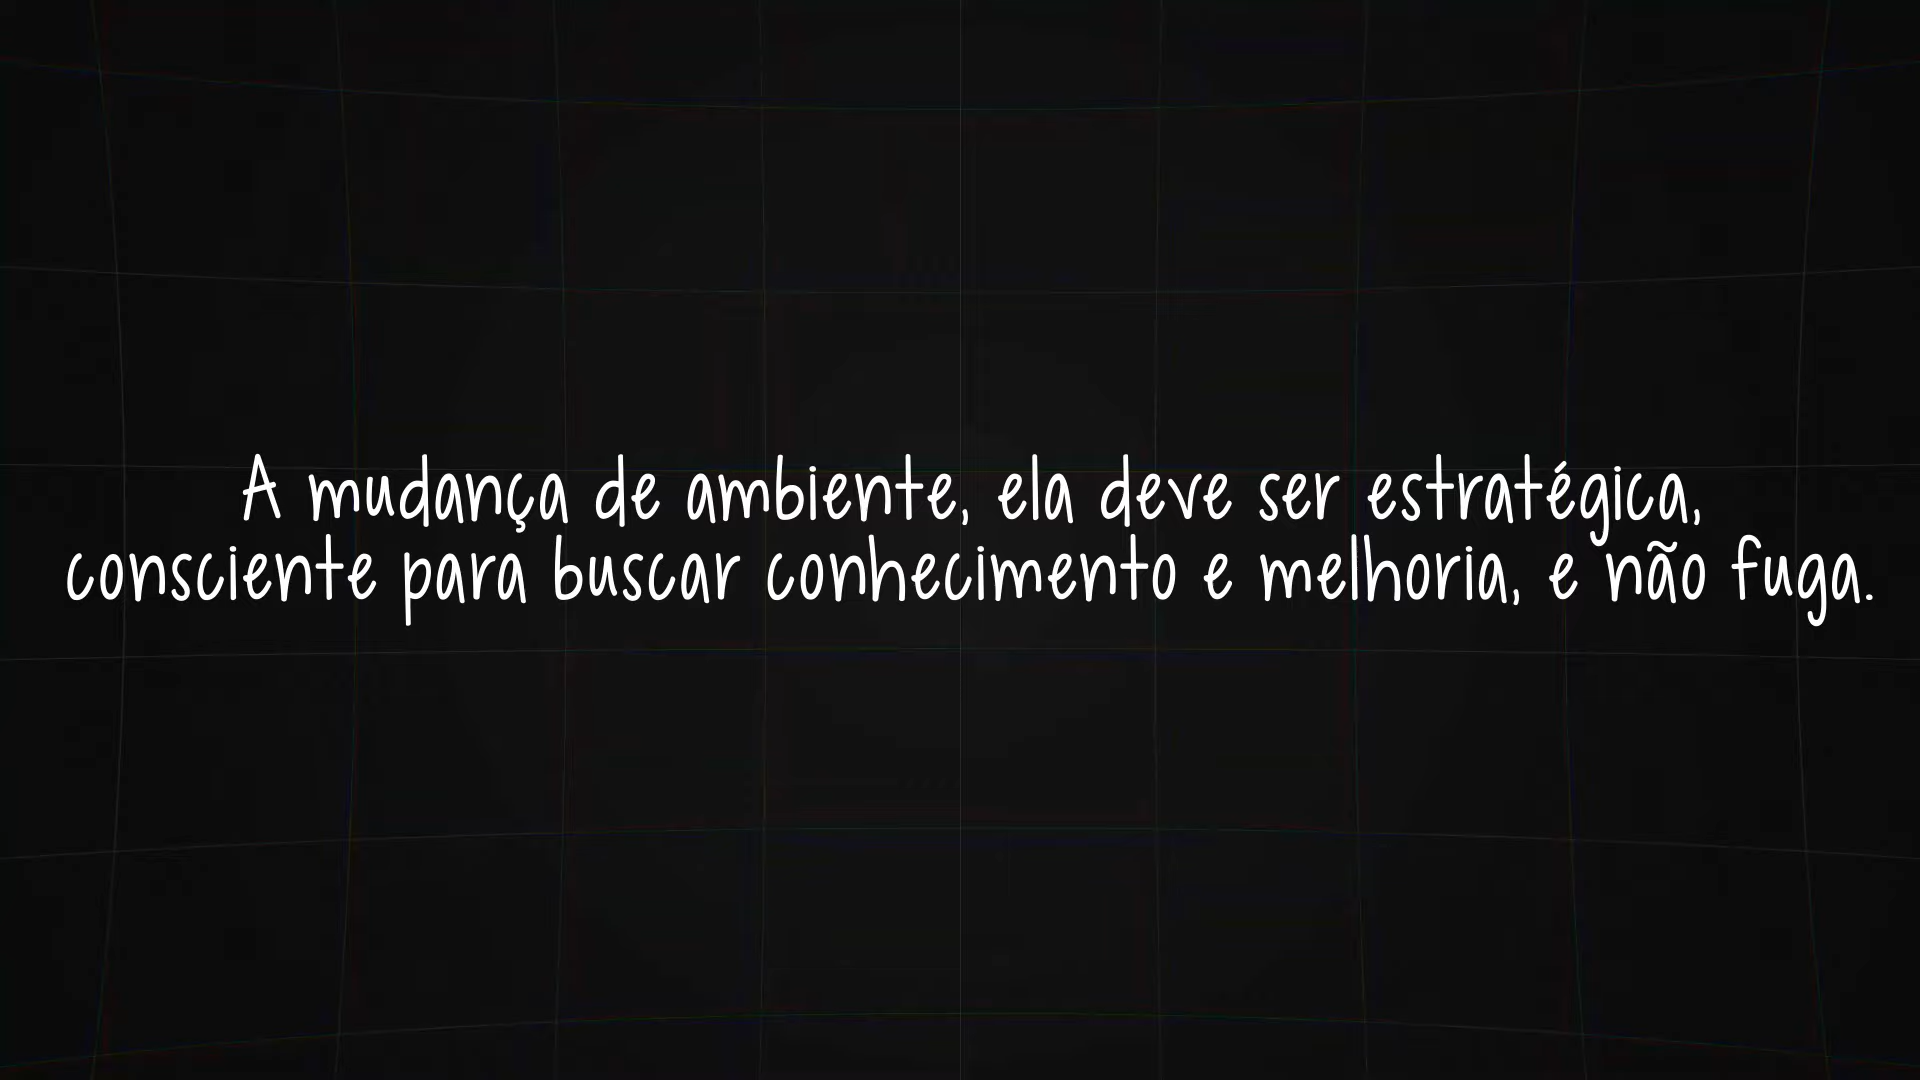 A mudança de ambiente, ela deve ser estratégica,
consciente para buscar conhecimento e melhoria, e não fuga.